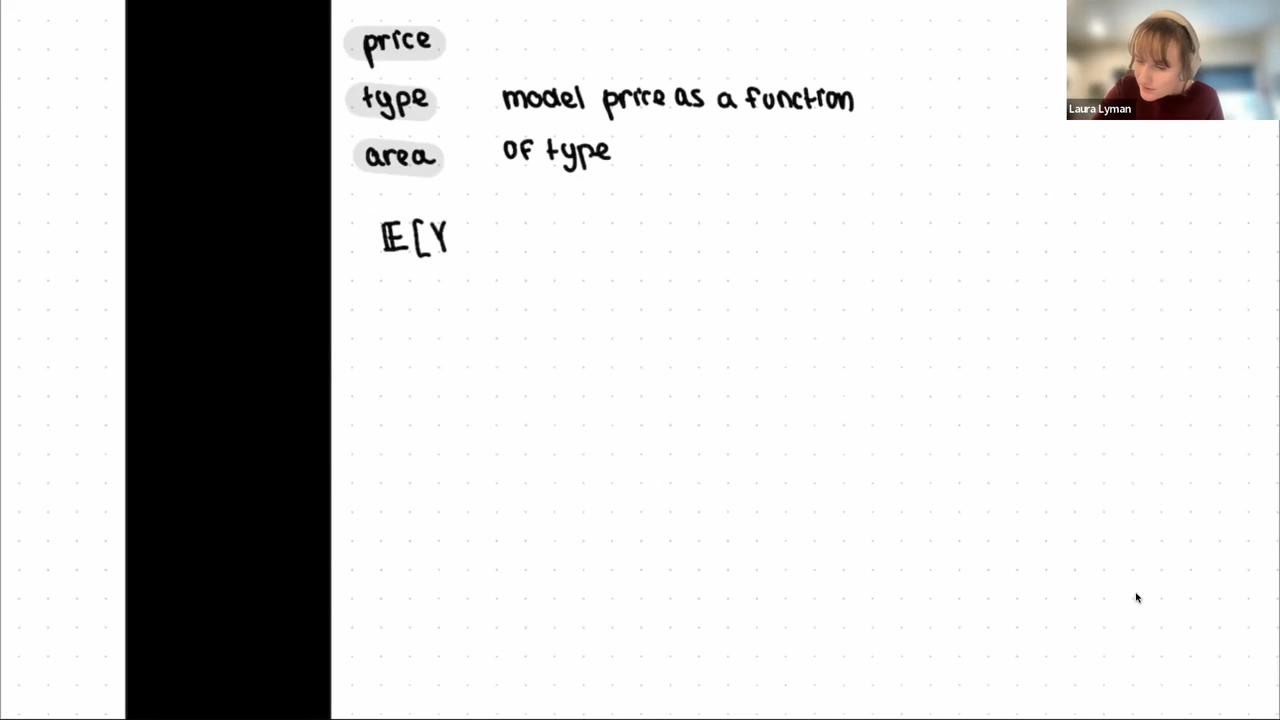 price
type model price as a function
area of type
E[Y
Laura Lyman